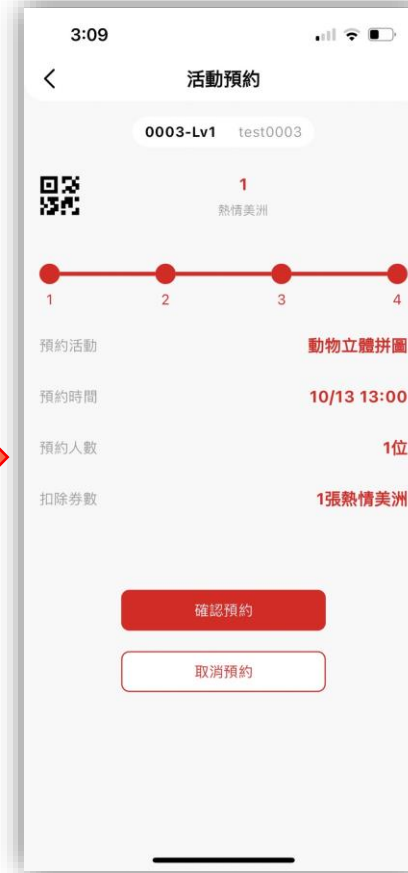 3:09
活動預約
0003-Lv1 test0003
1
熱情美洲
1 2 3 4
預約活動 動物立體拼圖
預約時間 10/13 13:00
預約人數 1位
扣除券數 1張熱情美洲
確認預約
取消預約